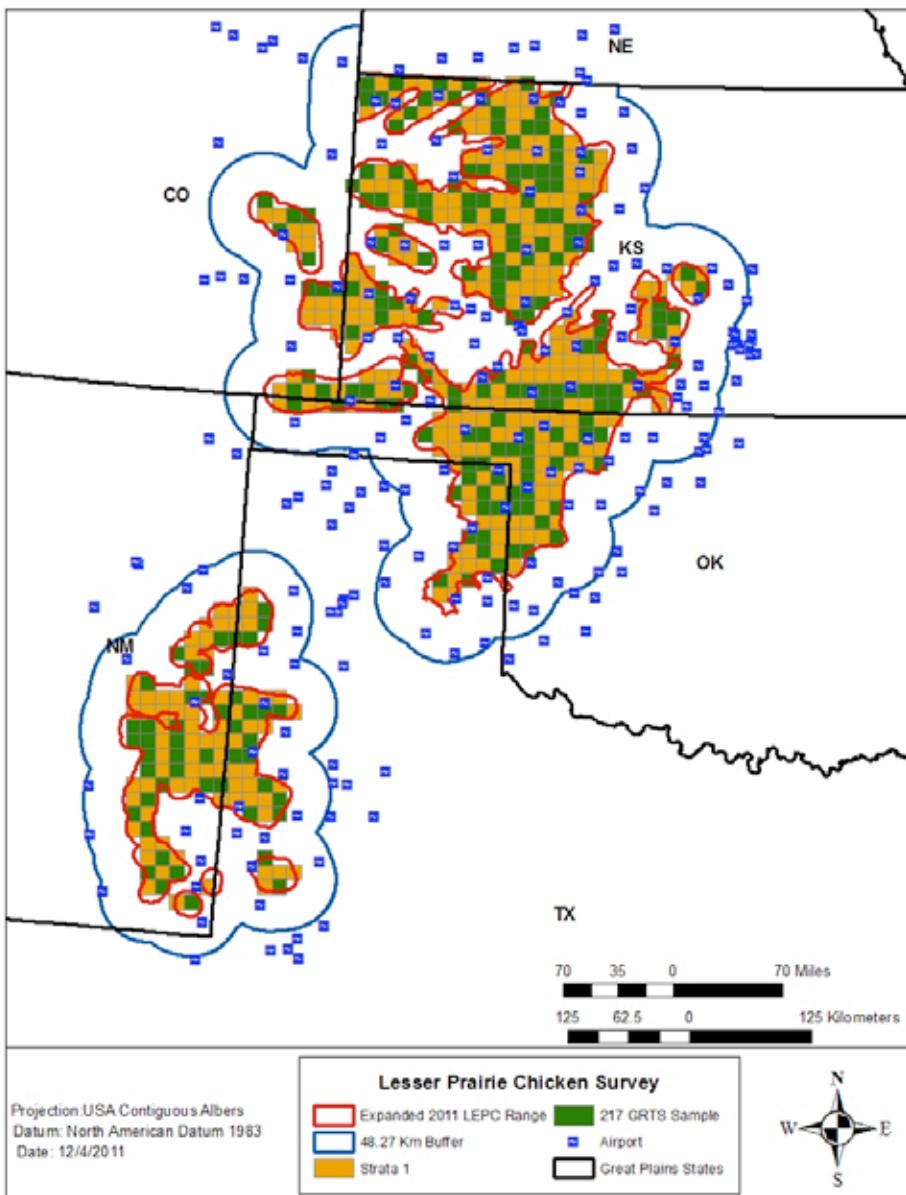 NE
CO
KS
OK
NM
TX
70 35 0 70 Miles
125 62.5 0 125 Kilometers
Projection:USA Contiguous Albers
Datum: North American Datum 1983
Date: 12/4/2011
Lesser Prairie Chicken Survey
Expanded 2011 LEPC Range
217 GRTS Sample
48.27 Km Buffer
Airport
Strata 1
Great Plains States
N
W E
S